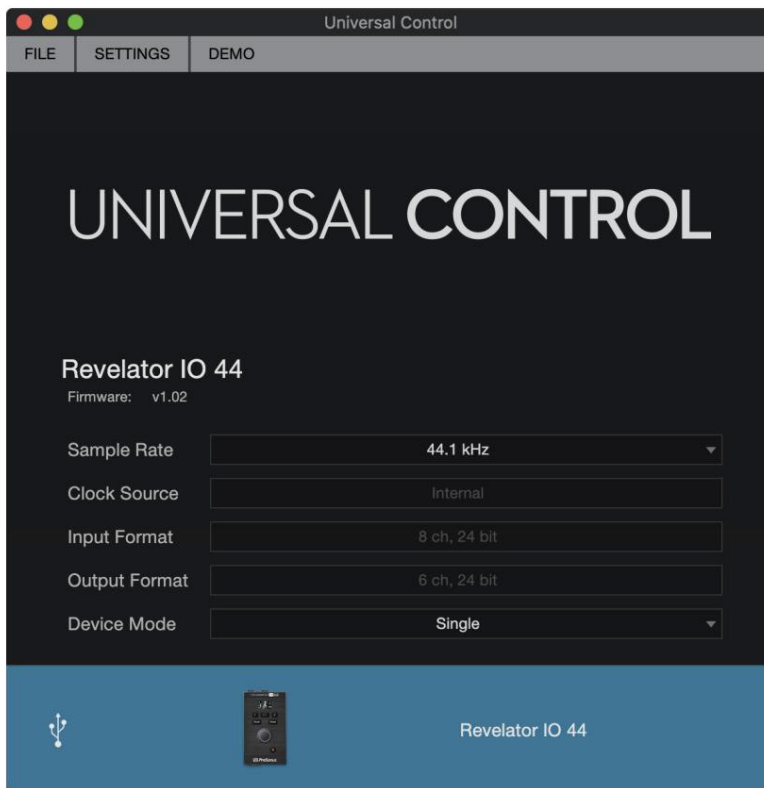 Universal Control
FILE SETTINGS DEMO
UNIVERSAL CONTROL
Revelator IO 44
Firmware: v1.02
Sample Rate 44.1 kHz
Clock Source Internal
Input Format 8 ch, 24 bit
Output Format 6 ch, 24 bit
Device Mode Single
Revelator IO 44
PreSonus